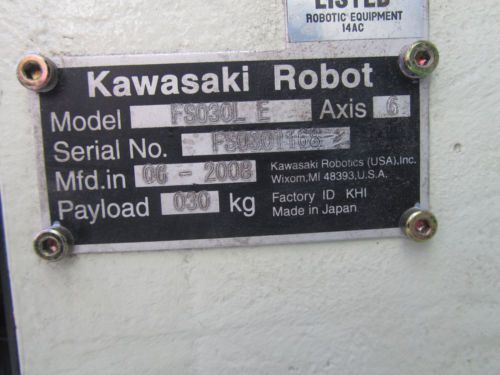 LISTED
ROBOTIC EQUIPMENT
14AC
Kawasaki Robot
Model FS030L E Axis 6
Serial No.
Mfd.in 06 - 2008 Kawasaki Robotics (USA),Inc.
Wixom,MI 48393,U.S.A.
Payload 030 kg Factory ID KHI
Made in Japan